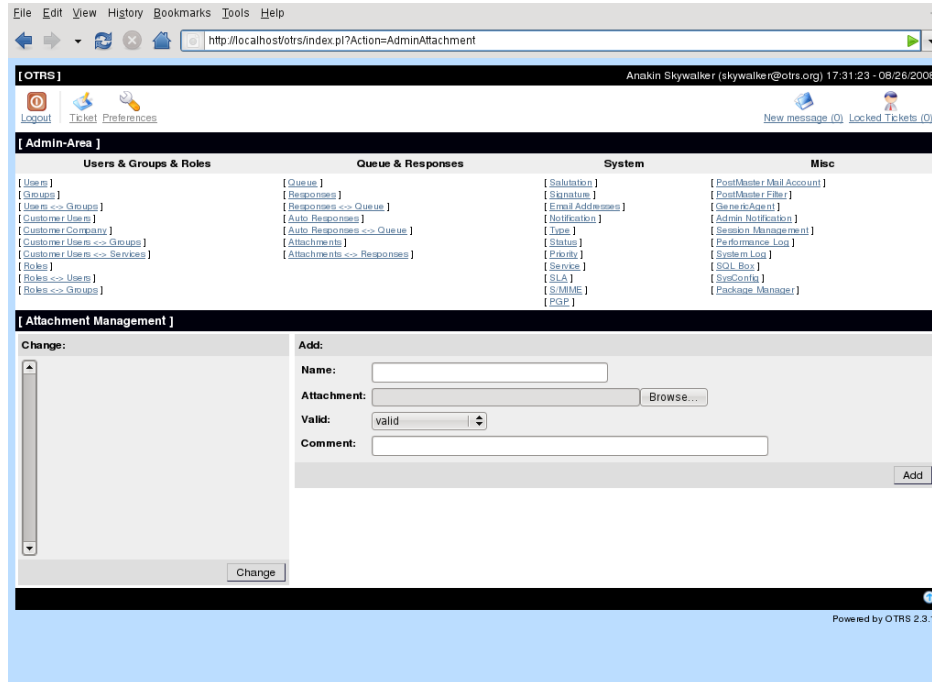 File Edit View History Bookmarks Tools Help
http://localhost/otrs/index.pl?Action=AdminAttachment
[ OTRS ]
Anakin Skywalker (skywalker@otrs.org) 17:31:23 - 08/26/2008
Logout Ticket Preferences
New message (0) Locked Tickets (0)
[ Admin-Area ]
Users & Groups & Roles
[ Users ]
[ Groups ]
[ Users <-> Groups ]
[ Customer Users ]
[ Customer Company ]
[ Customer Users <-> Groups ]
[ Customer Users <-> Services ]
[ Roles ]
[ Roles <-> Users ]
[ Roles <-> Groups ]
Queue & Responses
[ Queue ]
[ Responses ]
[ Responses <-> Queue ]
[ Auto Responses ]
[ Auto Responses <-> Queue ]
[ Attachments ]
[ Attachments <-> Responses ]
System
[ Salutation ]
[ Signature ]
[ Email Addresses ]
[ Notification ]
[ Type ]
[ Status ]
[ Priority ]
[ Service ]
[ SLA ]
[ S/MIME ]
[ PGP ]
Misc
[ PostMaster Mail Account ]
[ PostMaster Filter ]
[ GenericAgent ]
[ Admin Notification ]
[ Session Management ]
[ Performance Log ]
[ System Log ]
[ SQL Box ]
[ SysConfig ]
[ Package Manager ]
[ Attachment Management ]
Change:
Change
Add:
Name:
Attachment: Browse...
Valid: valid
Comment:
Add
Powered by OTRS 2.3.